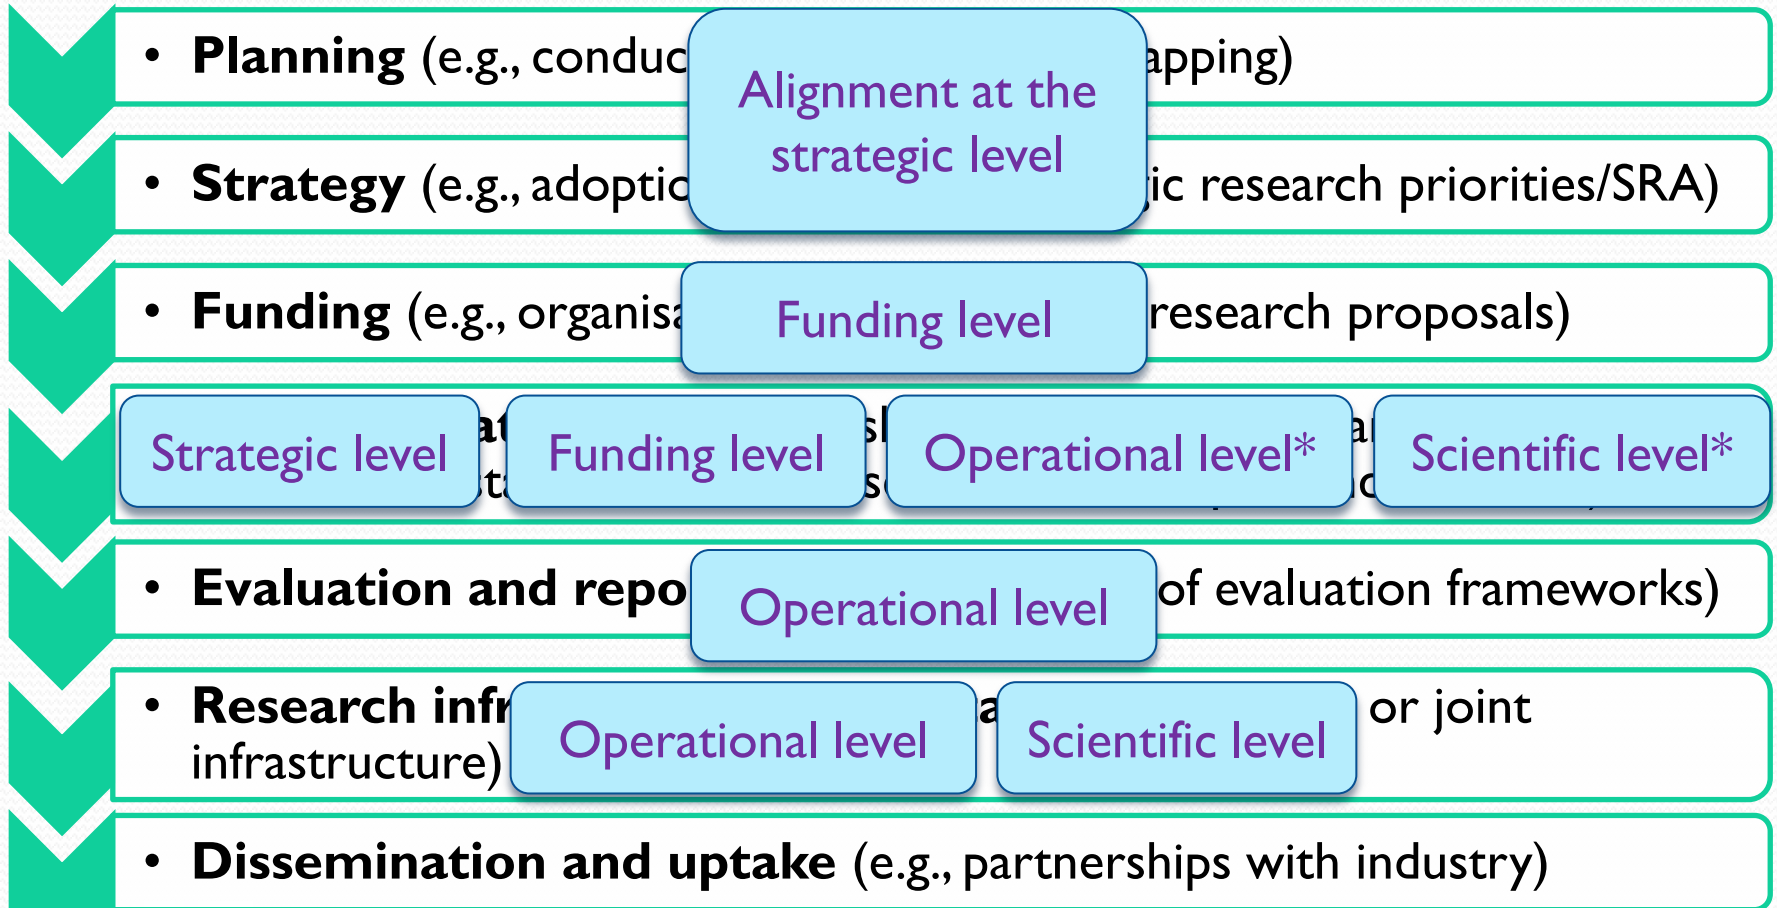 • Planning (e.g., conduc apping)
Alignment at the
strategic level
• Strategy (e.g., adoptio ic research priorities/SRA)
• Funding (e.g., organisa Funding level research proposals)
Strategic level Funding level Operational level* Scientific level*
• Evaluation and repo Operational level of evaluation frameworks)
• Research infr or joint
infrastructure) Operational level Scientific level
• Dissemination and uptake (e.g., partnerships with industry)